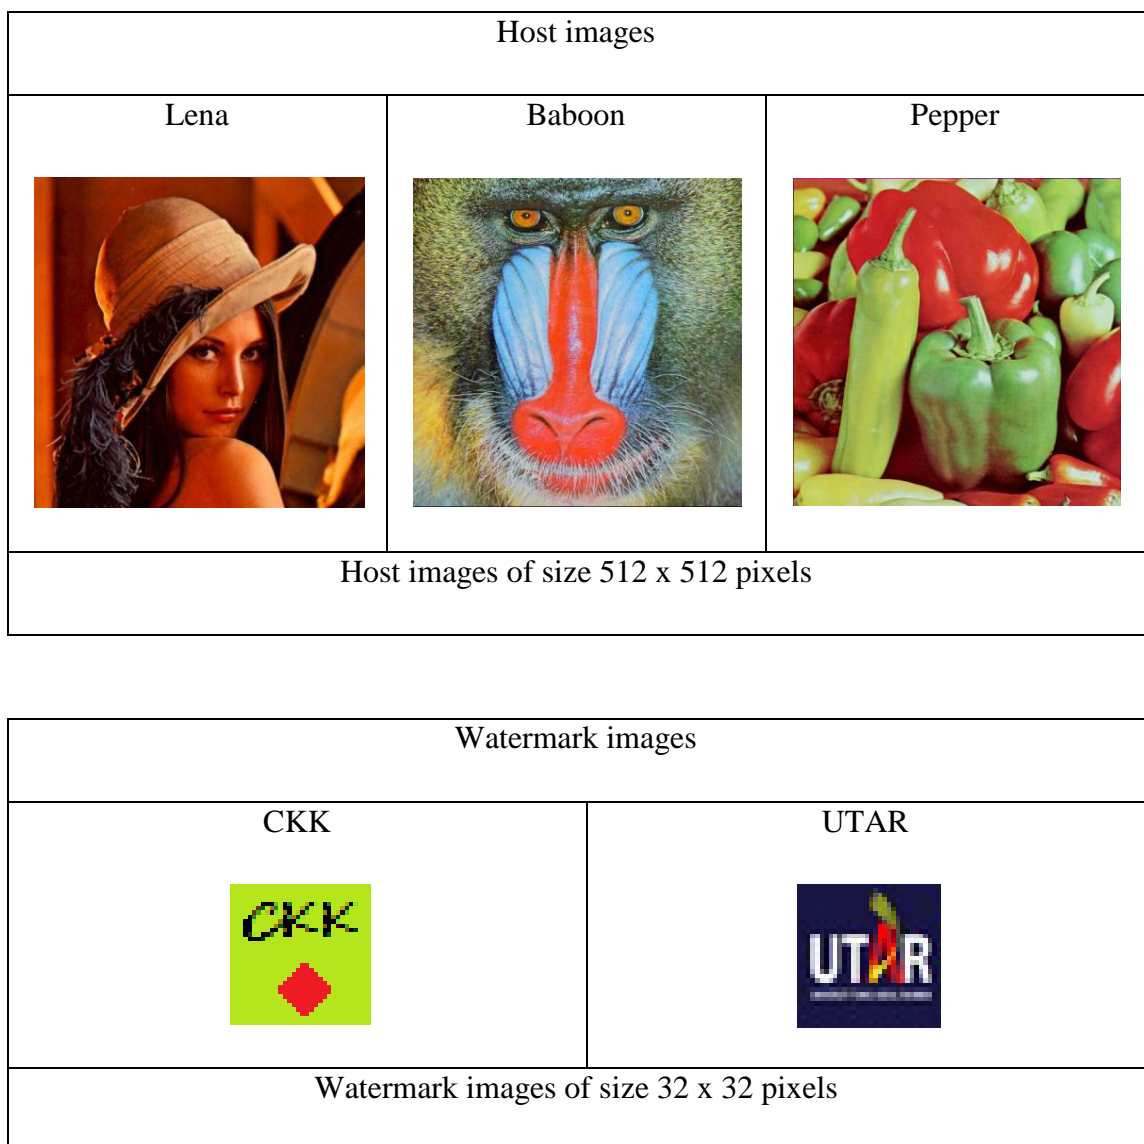 Host images
Lena
Baboon
Pepper
Host images of size 512 x 512 pixels
Watermark images
CKK
UTAR
CKK
UTAR
Watermark images of size 32 x 32 pixels